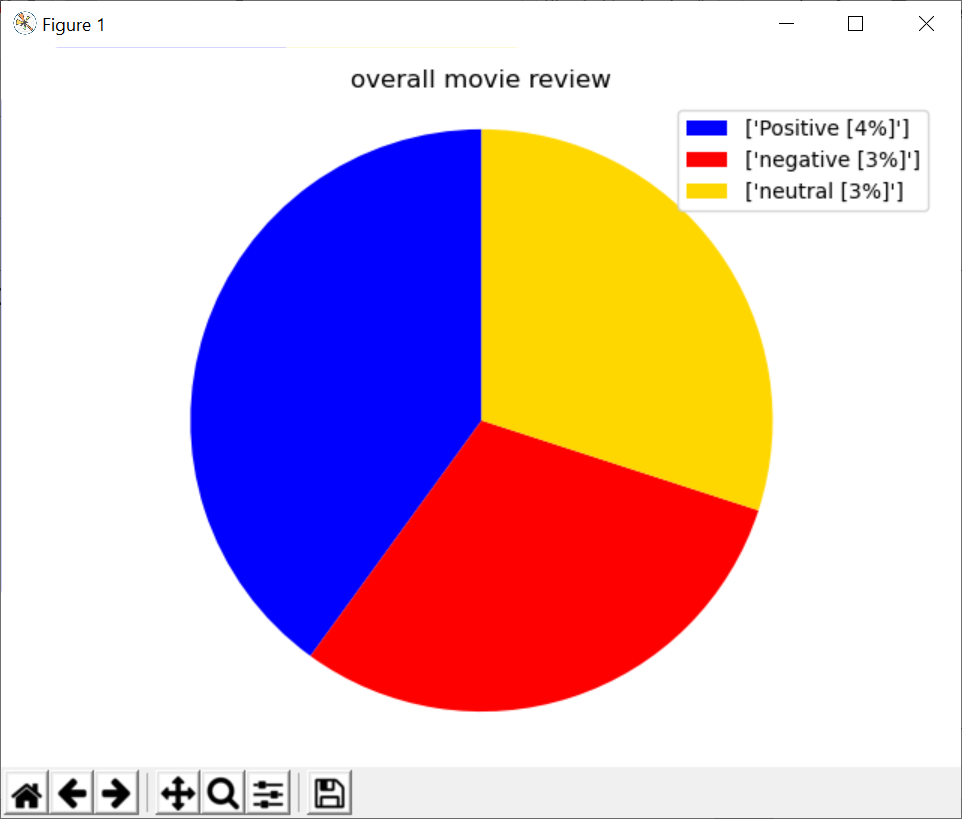 Figure 1
overall movie review
['Positive [4%]']
['negative [3%]']
['neutral [3%]']